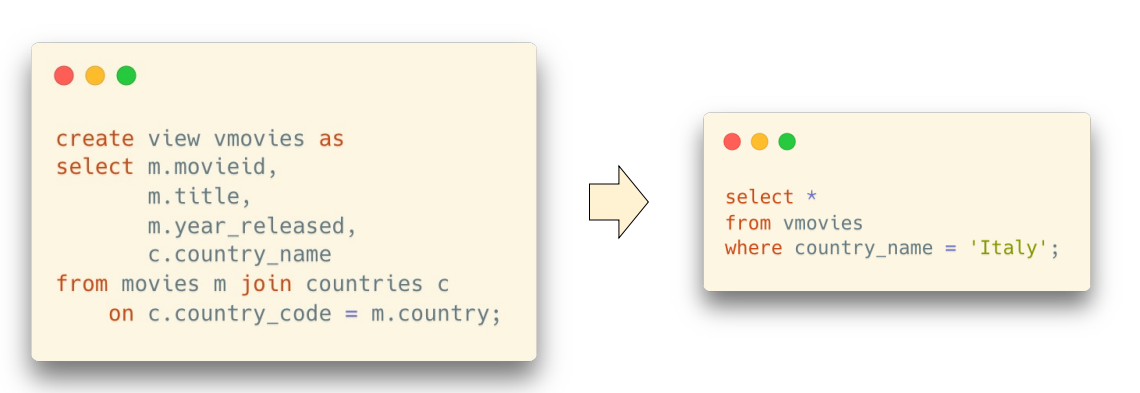 create view vmovies as
select m.movieid,
       m.title,
       m.year_released,
       c.country_name
from movies m join countries c
    on c.country_code = m.country;
select *
from vmovies
where country_name = 'Italy';